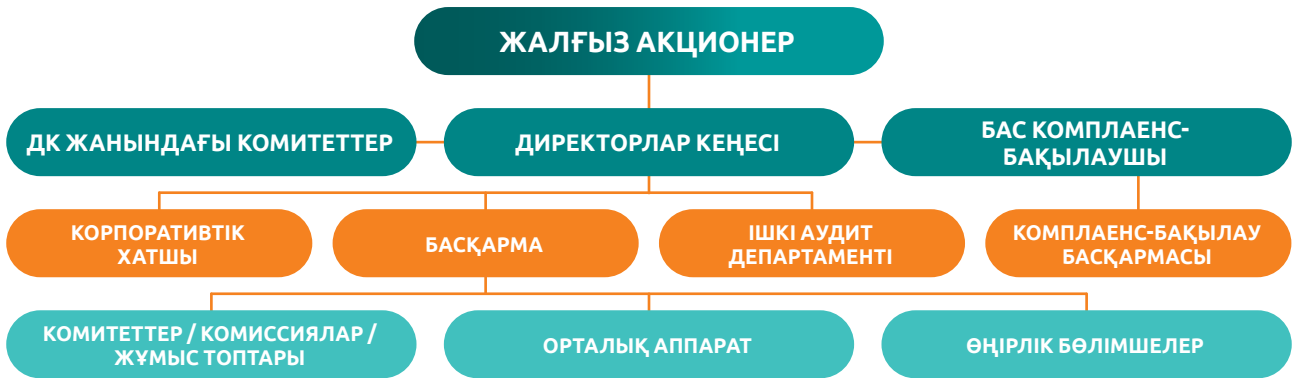 ЖАЛҒЫЗ АКЦИОНЕР
ДК ЖАНЫНДАҒЫ КОМИТЕТТЕР
ДИРЕКТОРЛАР КЕҢЕСІ
БАС КОМПЛАЕНС-
БАҚЫЛАУШЫ
КОРПОРАТИВТІК
ХАТШЫ
БАСҚАРМА
ІШКІ АУДИТ
ДЕПАРТАМЕНТІ
КОМПЛАЕНС-БАҚЫЛАУ
БАСҚАРМАСЫ
КОМИТЕТТЕР / КОМИССИЯЛАР /
ЖҰМЫС ТОПТАРЫ
ОРТАЛЫҚ АППАРАТ
ӨҢІРЛІК БӨЛІМШЕЛЕР